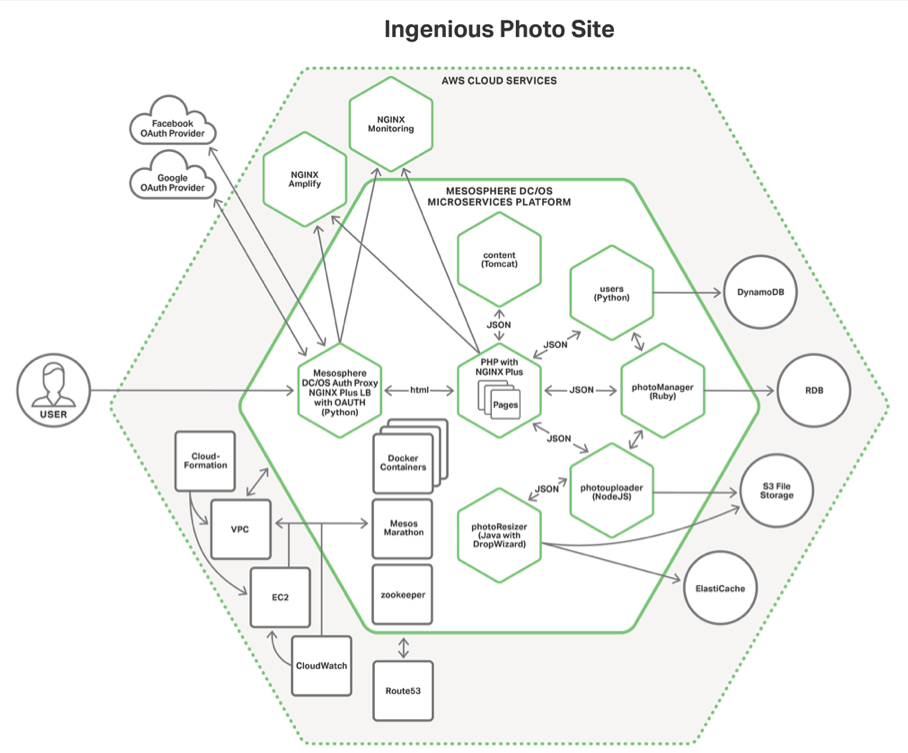 Ingenious Photo Site
AWS CLOUD SERVICES
Facebook
OAuth Provider
Google
OAuth Provider
NGINX
Monitoring
NGINX
Amplify
MESOSPHERE DC/OS
MICROSERVICES PLATFORM
content
(Tomcat)
users
(Python)
DynamoDB
JSON
JSON
USER
Mesosphere
DC/OS Auth Proxy
NGINX Plus LB
with OAUTH
(Python)
html
PHP with
NGINX Plus
Pages
JSON
photoManager
(Ruby)
RDB
JSON
Cloud-
Formation
Docker
Containers
JSON
photouploader
(NodeJS)
S3 File
Storage
VPC
Mesos
Marathon
photoResizer
(Java with
DropWizard)
EC2
zookeeper
ElastiCache
CloudWatch
Route53